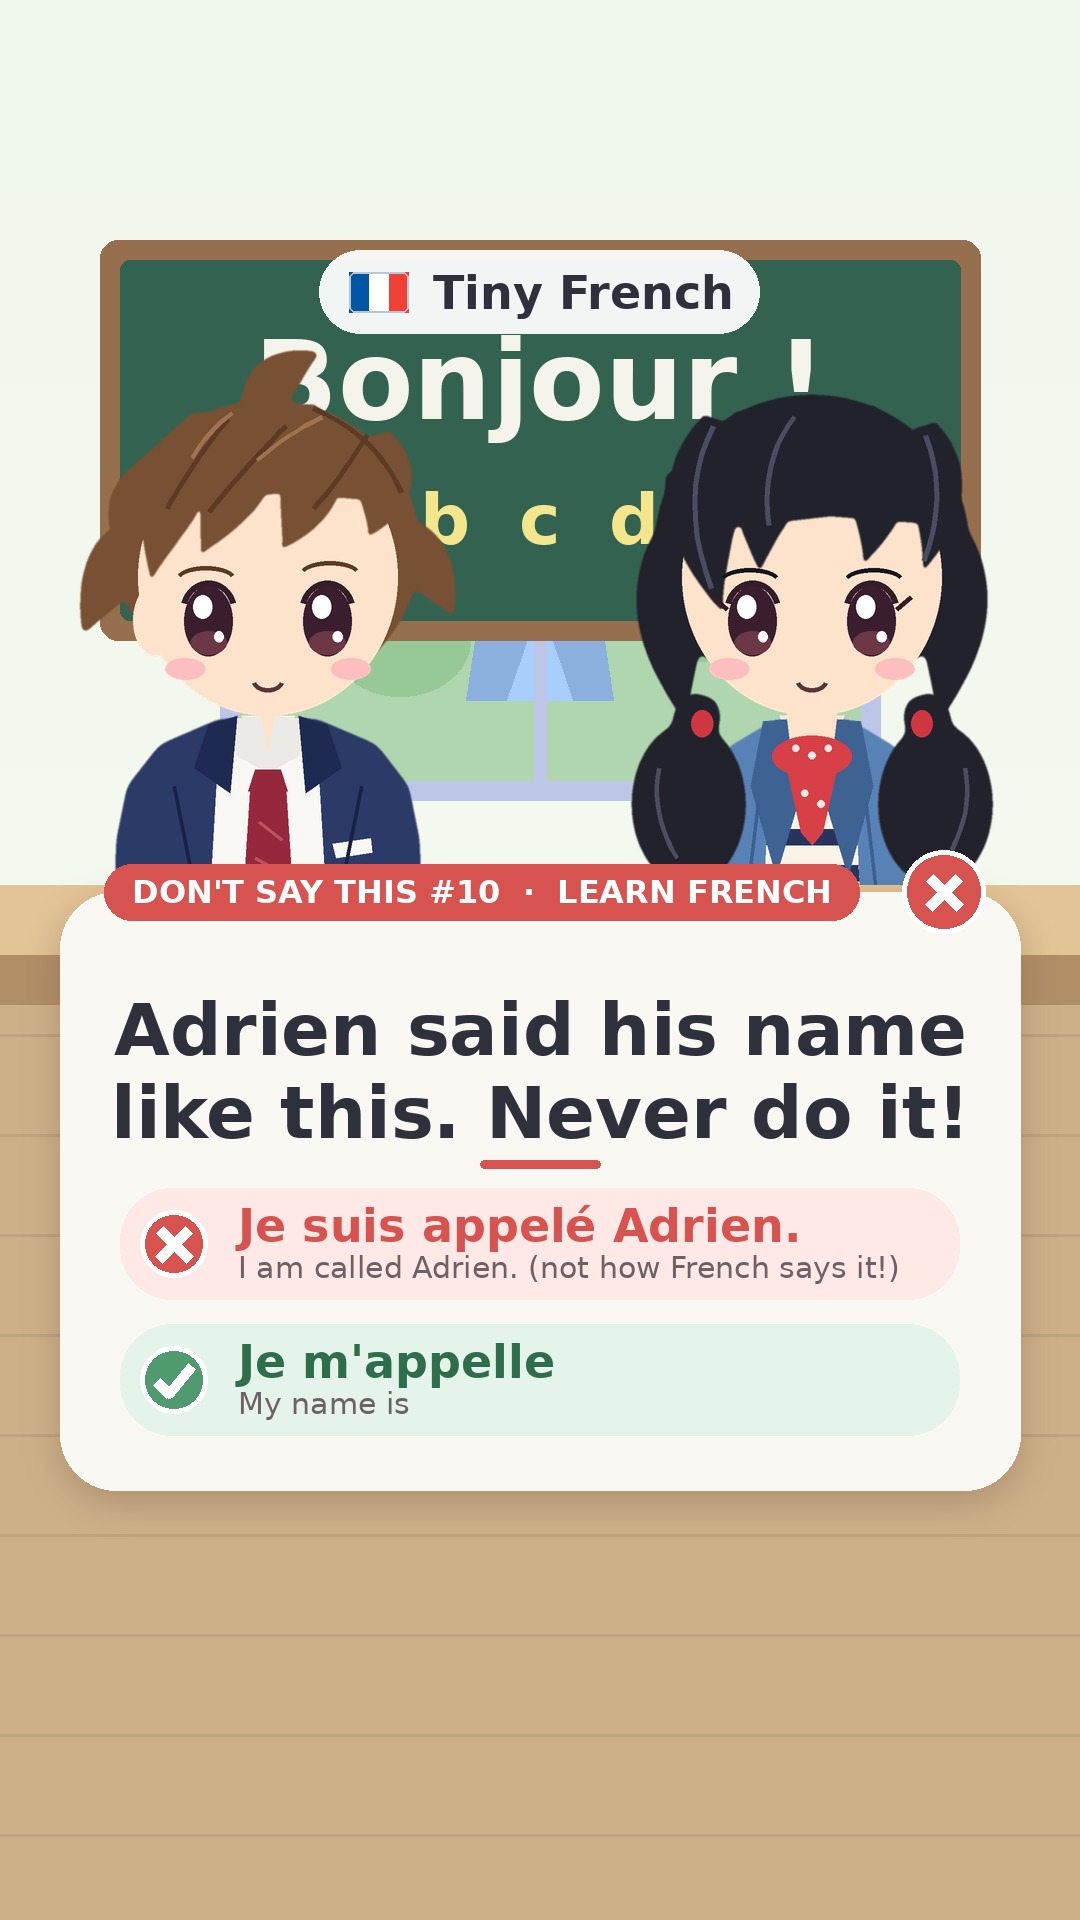 Tiny French
Bonjour !
b c d
DON'T SAY THIS #10 · LEARN FRENCH
Adrien said his name
like this. Never do it!
Je suis appelé Adrien.
I am called Adrien. (not how French says it!)
Je m'appelle
My name is